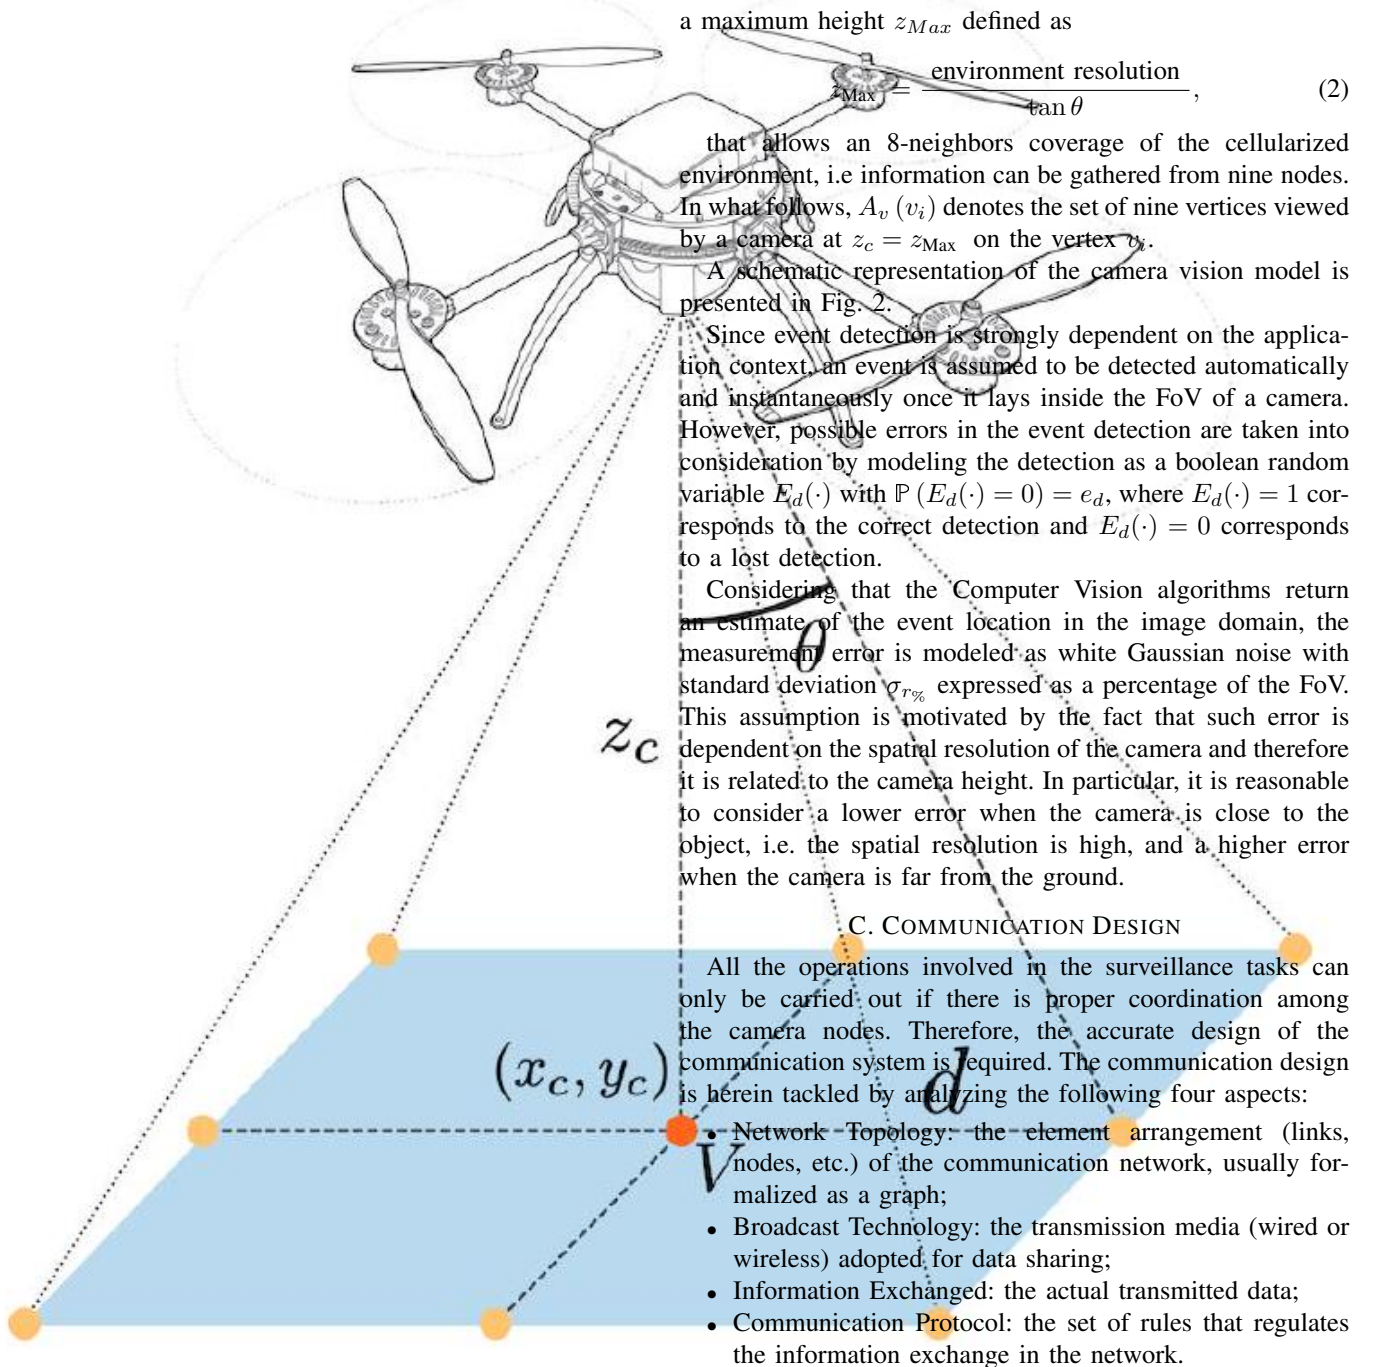 a maximum height z_{Max} defined as
z_{Max} = environment resolution / tan θ , (2)
that allows an 8-neighbors coverage of the cellularized
environment, i.e information can be gathered from nine nodes.
In what follows, A_v (v_i) denotes the set of nine vertices viewed
by a camera at z_c = z_{Max} on the vertex v_i.
A schematic representation of the camera vision model is
presented in Fig. 2.
Since event detection is strongly dependent on the applica-
tion context, an event is assumed to be detected automatically
and instantaneously once it lays inside the FoV of a camera.
However, possible errors in the event detection are taken into
consideration by modeling the detection as a boolean random
variable E_d(·) with ℙ (E_d(·) = 0) = e_d, where E_d(·) = 1 cor-
responds to the correct detection and E_d(·) = 0 corresponds
to a lost detection.
Considering that the Computer Vision algorithms return
an estimate of the event location in the image domain, the
measurement error is modeled as white Gaussian noise with
standard deviation σ_{r%} expressed as a percentage of the FoV.
This assumption is motivated by the fact that such error is
dependent on the spatial resolution of the camera and therefore
it is related to the camera height. In particular, it is reasonable
to consider a lower error when the camera is close to the
object, i.e. the spatial resolution is high, and a higher error
when the camera is far from the ground.
C. COMMUNICATION DESIGN
All the operations involved in the surveillance tasks can
only be carried out if there is proper coordination among
the camera nodes. Therefore, the accurate design of the
communication system is required. The communication design
is herein tackled by analyzing the following four aspects:
• Network Topology: the element arrangement (links,
nodes, etc.) of the communication network, usually for-
malized as a graph;
• Broadcast Technology: the transmission media (wired or
wireless) adopted for data sharing;
• Information Exchanged: the actual transmitted data;
• Communication Protocol: the set of rules that regulates
the information exchange in the network.
θ
z_c
(x_c, y_c)
d
V